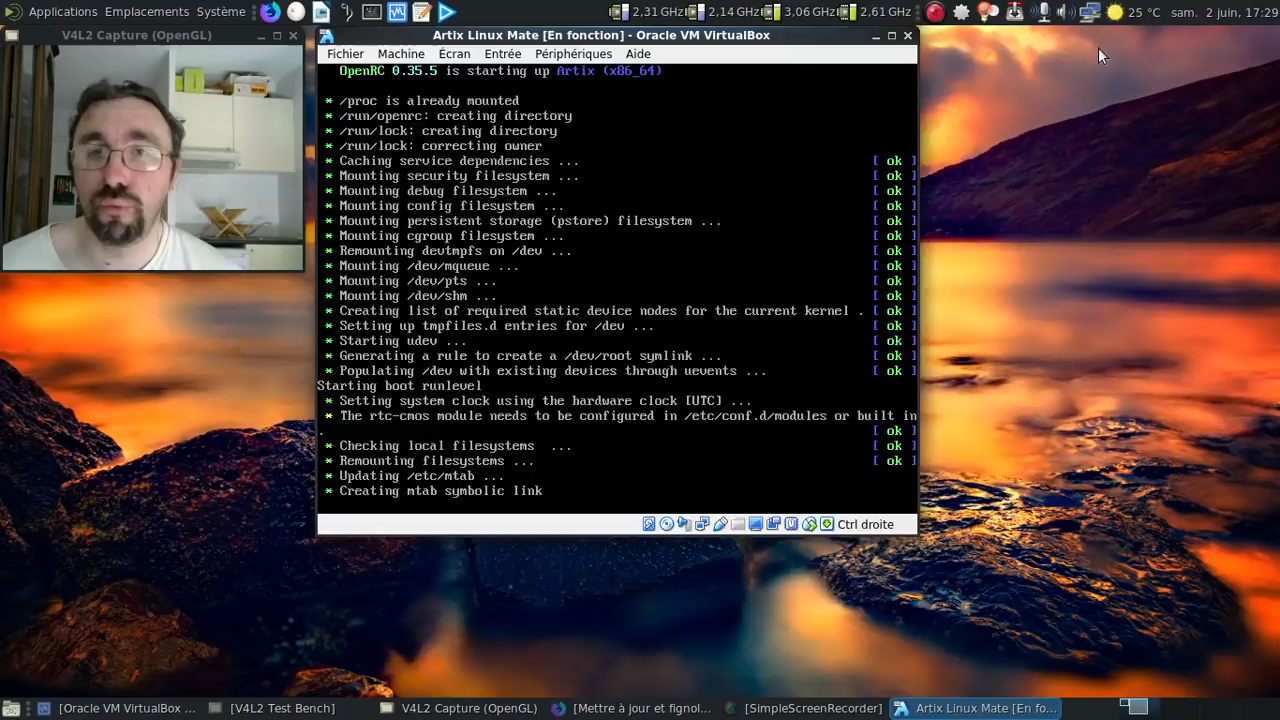 Applications Emplacements Système
2,31 GHz 2,14 GHz 3,06 GHz 2,61 GHz
25 °C sam. 2 juin, 17:29
V4L2 Capture (OpenGL)
Artix Linux Mate [En fonction] - Oracle VM VirtualBox
Fichier Machine Écran Entrée Périphériques Aide
OpenRC 0.35.5 is starting up Artix (x86_64)
* /proc is already mounted
* /run/openrc: creating directory
* /run/lock: creating directory
* /run/lock: correcting owner
* Caching service dependencies ... [ ok ]
* Mounting security filesystem ... [ ok ]
* Mounting debug filesystem ... [ ok ]
* Mounting config filesystem ... [ ok ]
* Mounting persistent storage (pstore) filesystem ... [ ok ]
* Mounting cgroup filesystem ... [ ok ]
* Remounting devtmpfs on /dev ... [ ok ]
* Mounting /dev/mqueue ... [ ok ]
* Mounting /dev/pts ... [ ok ]
* Mounting /dev/shm ... [ ok ]
* Creating list of required static device nodes for the current kernel . [ ok ]
* Setting up tmpfiles.d entries for /dev ... [ ok ]
* Starting udev ... [ ok ]
* Generating a rule to create a /dev/root symlink ... [ ok ]
* Populating /dev with existing devices through uevents ... [ ok ]
Starting boot runlevel
* Setting system clock using the hardware clock [UTC] ...
* The rtc-cmos module needs to be configured in /etc/conf.d/modules or built in
. [ ok ]
* Checking local filesystems ... [ ok ]
* Remounting filesystems ... [ ok ]
* Updating /etc/mtab ...
* Creating mtab symbolic link
Ctrl droite
[Oracle VM VirtualBox ... [V4L2 Test Bench] V4L2 Capture (OpenGL) [Mettre à jour et fignol... [SimpleScreenRecorder] Artix Linux Mate [En fo...